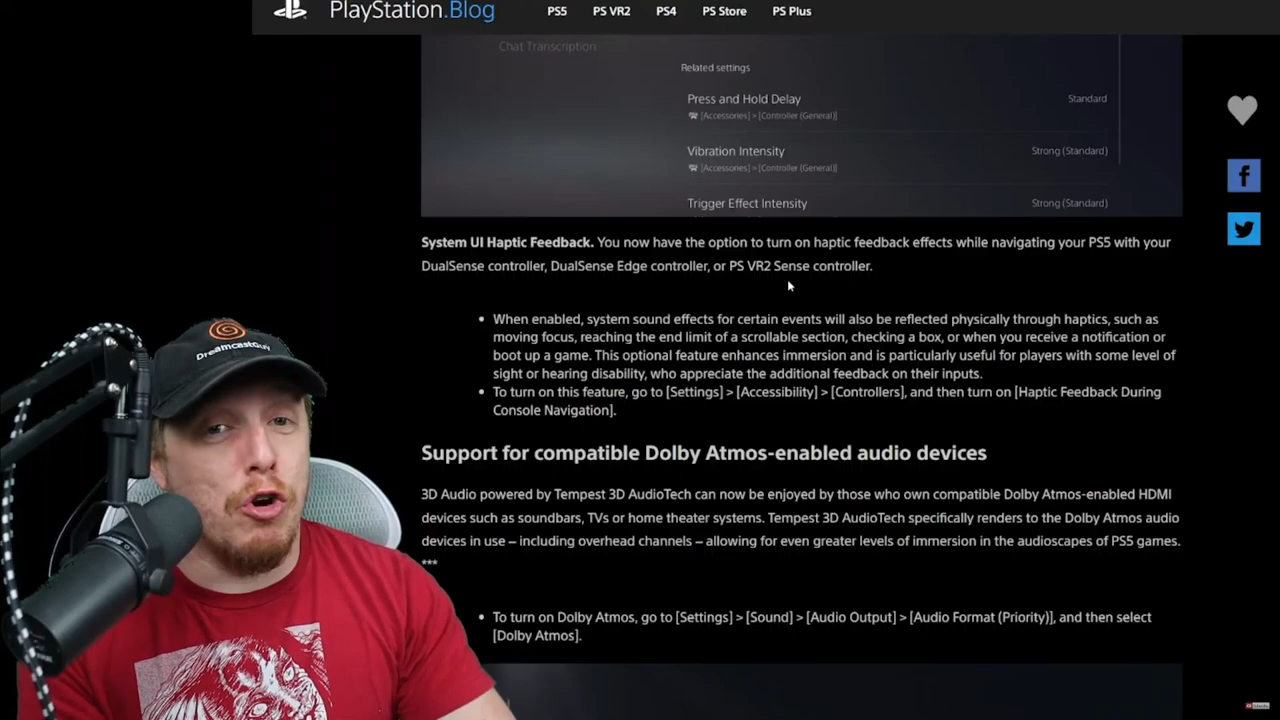 PlayStation.Blog
PS5 PS VR2 PS4 PS Store PS Plus
Chat Transcription
Related settings
Press and Hold Delay Standard
[Accessories] > [Controller (General)]
Vibration Intensity Strong (Standard)
[Accessories] > [Controller (General)]
Trigger Effect Intensity Strong (Standard)
System UI Haptic Feedback. You now have the option to turn on haptic feedback effects while navigating your PS5 with your
DualSense controller, DualSense Edge controller, or PS VR2 Sense controller.
• When enabled, system sound effects for certain events will also be reflected physically through haptics, such as
moving focus, reaching the end limit of a scrollable section, checking a box, or when you receive a notification or
boot up a game. This optional feature enhances immersion and is particularly useful for players with some level of
sight or hearing disability, who appreciate the additional feedback on their inputs.
• To turn on this feature, go to [Settings] > [Accessibility] > [Controllers], and then turn on [Haptic Feedback During
Console Navigation].
Support for compatible Dolby Atmos-enabled audio devices
3D Audio powered by Tempest 3D AudioTech can now be enjoyed by those who own compatible Dolby Atmos-enabled HDMI
devices such as soundbars, TVs or home theater systems. Tempest 3D AudioTech specifically renders to the Dolby Atmos audio
devices in use – including overhead channels – allowing for even greater levels of immersion in the audioscapes of PS5 games.
***
• To turn on Dolby Atmos, go to [Settings] > [Sound] > [Audio Output] > [Audio Format (Priority)], and then select
[Dolby Atmos].
DreamcastGuy